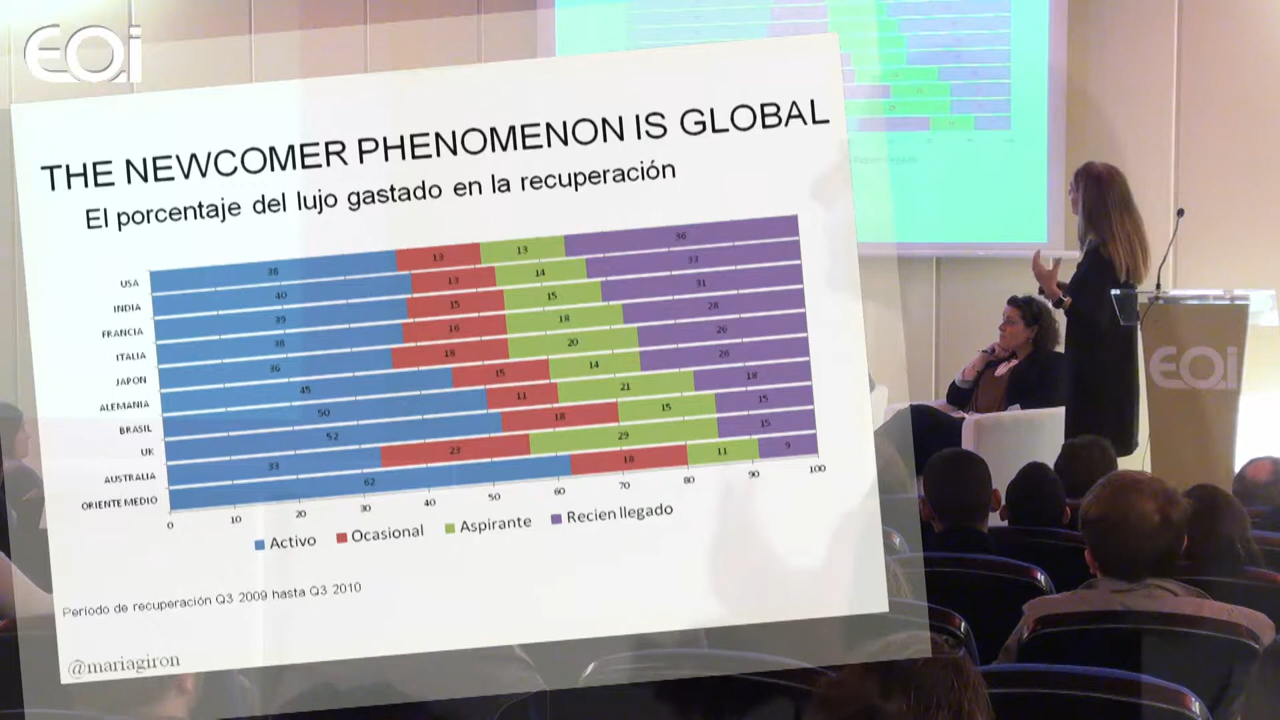 EOi
THE NEWCOMER PHENOMENON IS GLOBAL
El porcentaje del lujo gastado en la recuperación
USA 38 13 13 36
INDIA 40 13 14 33
FRANCIA 39 15 15 31
ITALIA 38 16 18 28
JAPON 36 18 20 26
ALEMANIA 45 15 14 26
BRASIL 50 11 21 18
UK 52 18 15 15
AUSTRALIA 33 23 29 15
ORIENTE MEDIO 62 18 11 9
0 10 20 30 40 50 60 70 80 90 100
Activo Ocasional Aspirante Recien llegado
Periodo de recuperación Q3 2009 hasta Q3 2010
@mariagiron
EOi